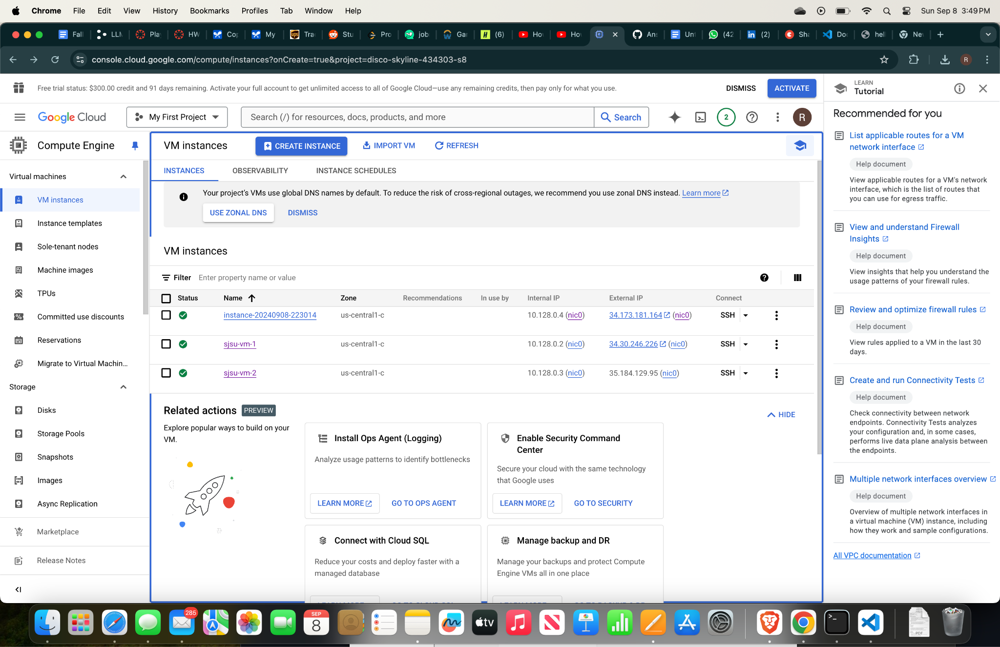 Chrome File Edit View History Bookmarks Profiles Tab Window Help Sun Sep 8 3:49 PM
Fall LLM Play HW Cop My Tra Stu Pro job Gar (6) Hov Hov Ans Unt (42 (2) Sha Doc hel Nev
console.cloud.google.com/compute/instances?onCreate=true&project=disco-skyline-434303-s8 R
Free trial status: $300.00 credit and 91 days remaining. Activate your full account to get unlimited access to all of Google Cloud—use any remaining credits, then pay only for what you use. DISMISS ACTIVATE
Google Cloud My First Project Search (/) for resources, docs, products, and more Search 2 R
Compute Engine
Virtual machines
VM instances
Instance templates
Sole-tenant nodes
Machine images
TPUs
Committed use discounts
Reservations
Migrate to Virtual Machin...
Storage
Disks
Storage Pools
Snapshots
Images
Async Replication
Marketplace
Release Notes
VM instances CREATE INSTANCE IMPORT VM REFRESH
INSTANCES OBSERVABILITY INSTANCE SCHEDULES
Your project's VMs use global DNS names by default. To reduce the risk of cross-regional outages, we recommend you use zonal DNS instead. Learn more
USE ZONAL DNS DISMISS
VM instances
Filter Enter property name or value
Status Name Zone Recommendations In use by Internal IP External IP Connect
instance-20240908-223014 us-central1-c 10.128.0.4 (nic0) 34.173.181.164 (nic0) SSH
sjsu-vm-1 us-central1-c 10.128.0.2 (nic0) 34.30.246.226 (nic0) SSH
sjsu-vm-2 us-central1-c 10.128.0.3 (nic0) 35.184.129.95 (nic0) SSH
Related actions PREVIEW
HIDE
Explore popular ways to build on your
VM.
Install Ops Agent (Logging)
Analyze usage patterns to identify bottlenecks
LEARN MORE GO TO OPS AGENT
Enable Security Command
Center
Secure your cloud with the same technology
that Google uses
LEARN MORE GO TO SECURITY
Connect with Cloud SQL
Reduce your costs and deploy faster with a
managed database
Manage backup and DR
Manage your backups and protect Compute
Engine VMs all in one place
LEARN
Tutorial
Recommended for you
List applicable routes for a VM
network interface
Help document
View applicable routes for a VM's network
interface, which is the list of routes that
you can use for egress traffic.
View and understand Firewall
Insights
Help document
View insights that help you understand the
usage patterns of your firewall rules.
Review and optimize firewall rules
Help document
View rules applied to a VM in the last 30
days.
Create and run Connectivity Tests
Help document
Check connectivity between network
endpoints. Connectivity Tests analyzes
your configuration and, in some cases,
performs live data plane analysis between
the endpoints.
Multiple network interfaces overview
Help document
Overview of multiple network interfaces in
a virtual machine (VM) instance, including
how they work and sample configurations.
All VPC documentation
285
SEP
8
tv
PDF